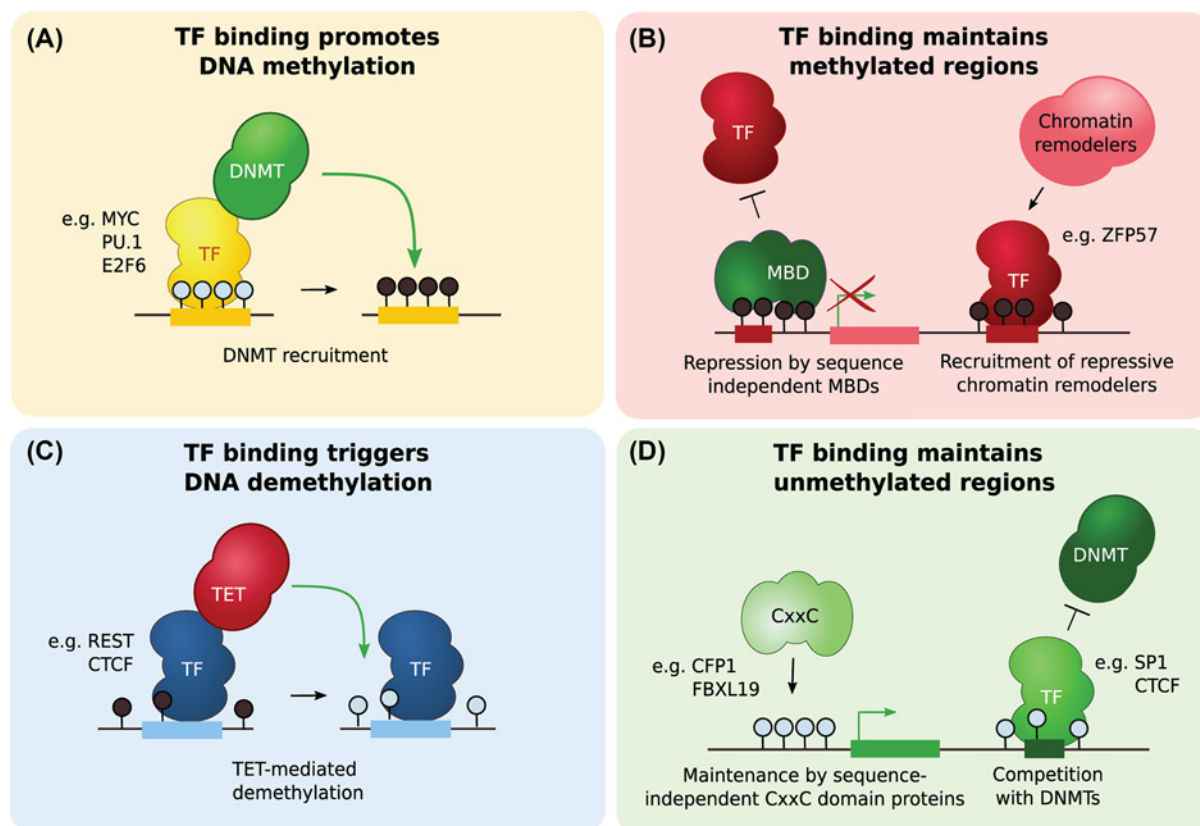 (A)
TF binding promotes
DNA methylation
DNMT
e.g. MYC
PU.1
E2F6
TF
DNMT recruitment
(B)
TF binding maintains
methylated regions
TF
Chromatin
remodelers
MBD
e.g. ZFP57
TF
Repression by sequence
independent MBDs
Recruitment of repressive
chromatin remodelers
(C)
TF binding triggers
DNA demethylation
TET
e.g. REST
CTCF
TF
TF
TET-mediated
demethylation
(D)
TF binding maintains
unmethylated regions
DNMT
CxxC
e.g. CFP1
FBXL19
e.g. SP1
CTCF
TF
Maintenance by sequence-
independent CxxC domain proteins
Competition
with DNMTs